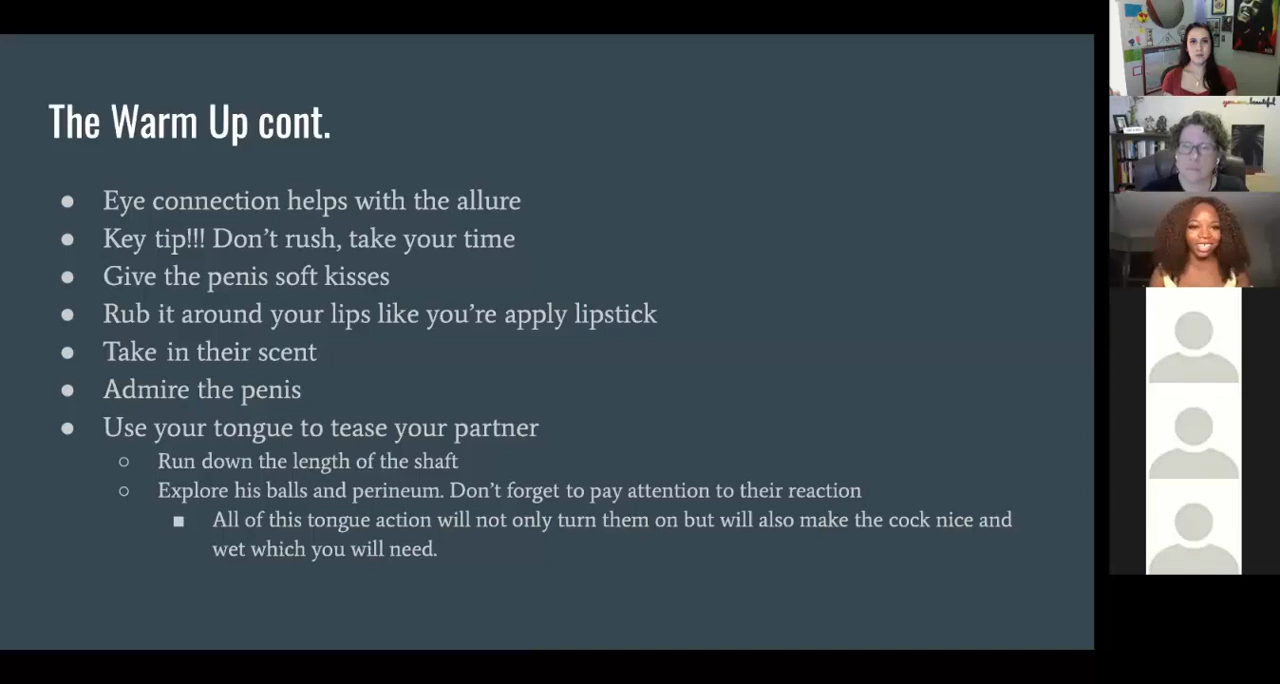 The Warm Up cont.
● Eye connection helps with the allure
● Key tip!!! Don't rush, take your time
● Give the penis soft kisses
● Rub it around your lips like you're apply lipstick
● Take in their scent
● Admire the penis
● Use your tongue to tease your partner
○ Run down the length of the shaft
○ Explore his balls and perineum. Don't forget to pay attention to their reaction
■ All of this tongue action will not only turn them on but will also make the cock nice and
wet which you will need.
beautiful